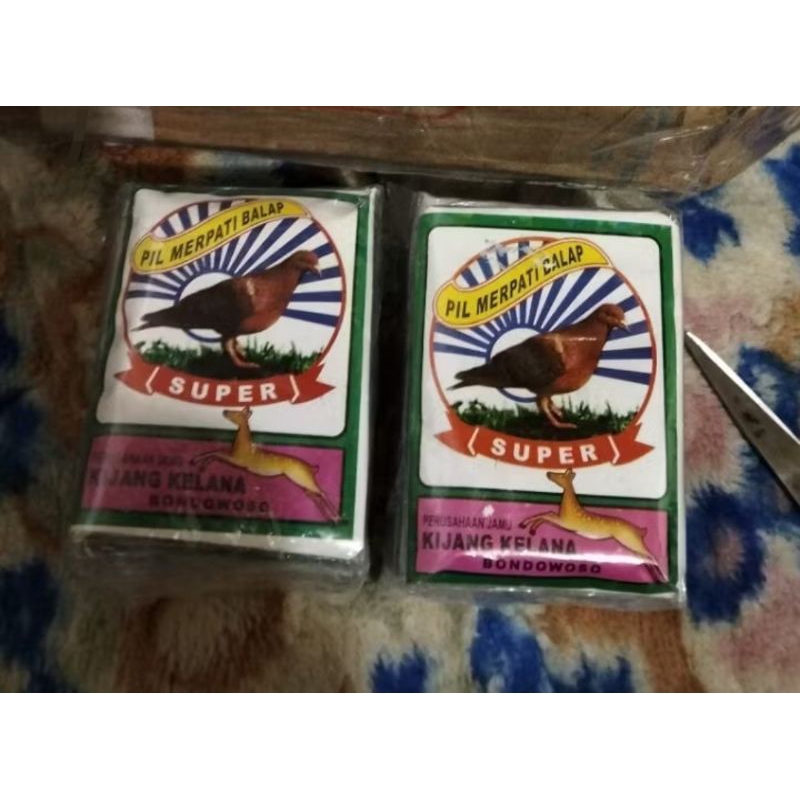 PIL MERPATI BALAP
SUPER
KIJANG KELANA
BONDOWOSO
PIL MERPATI BALAP
SUPER
PERUSAHAAN JAMU
KIJANG KELANA
BONDOWOSO